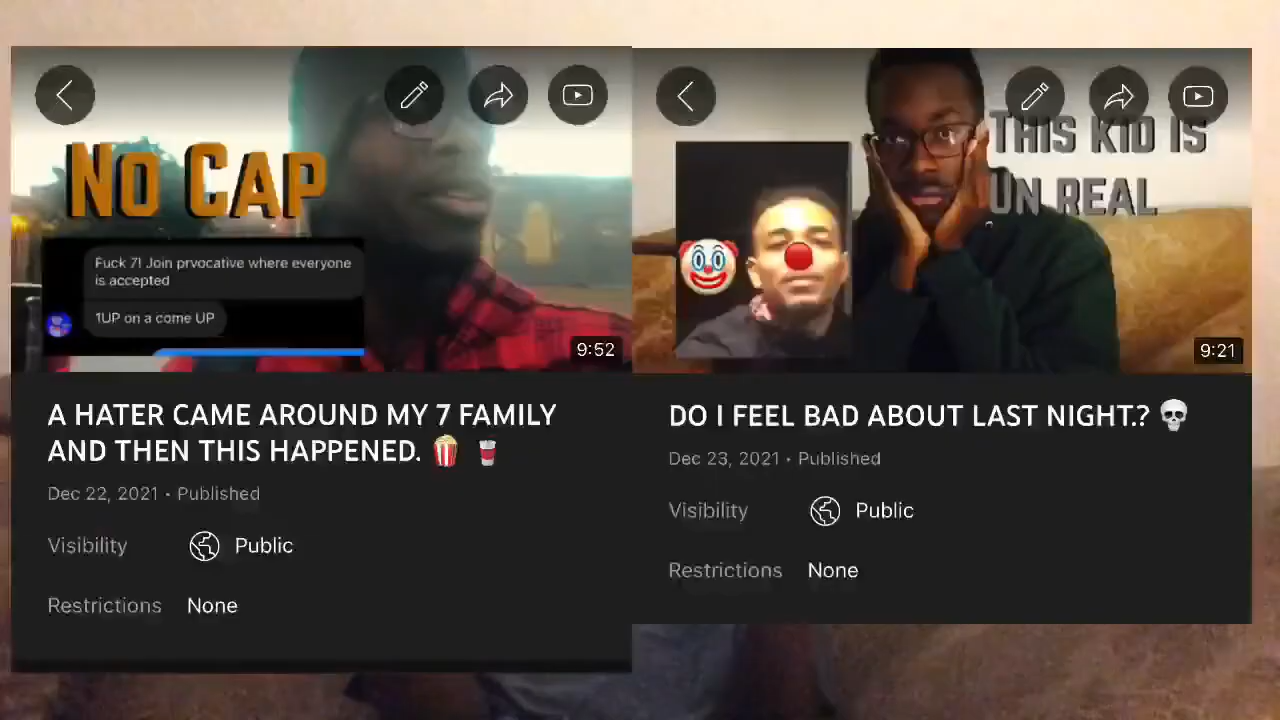 No Cap
Fuck 7! Join prvocative where everyone
is accepted
1UP on a come UP
9:52
A HATER CAME AROUND MY 7 FAMILY
AND THEN THIS HAPPENED. 🍿 🥤
Dec 22, 2021 • Published
Visibility Public
Restrictions None
This kid is
Un real
9:21
DO I FEEL BAD ABOUT LAST NIGHT.? 💀
Dec 23, 2021 • Published
Visibility Public
Restrictions None